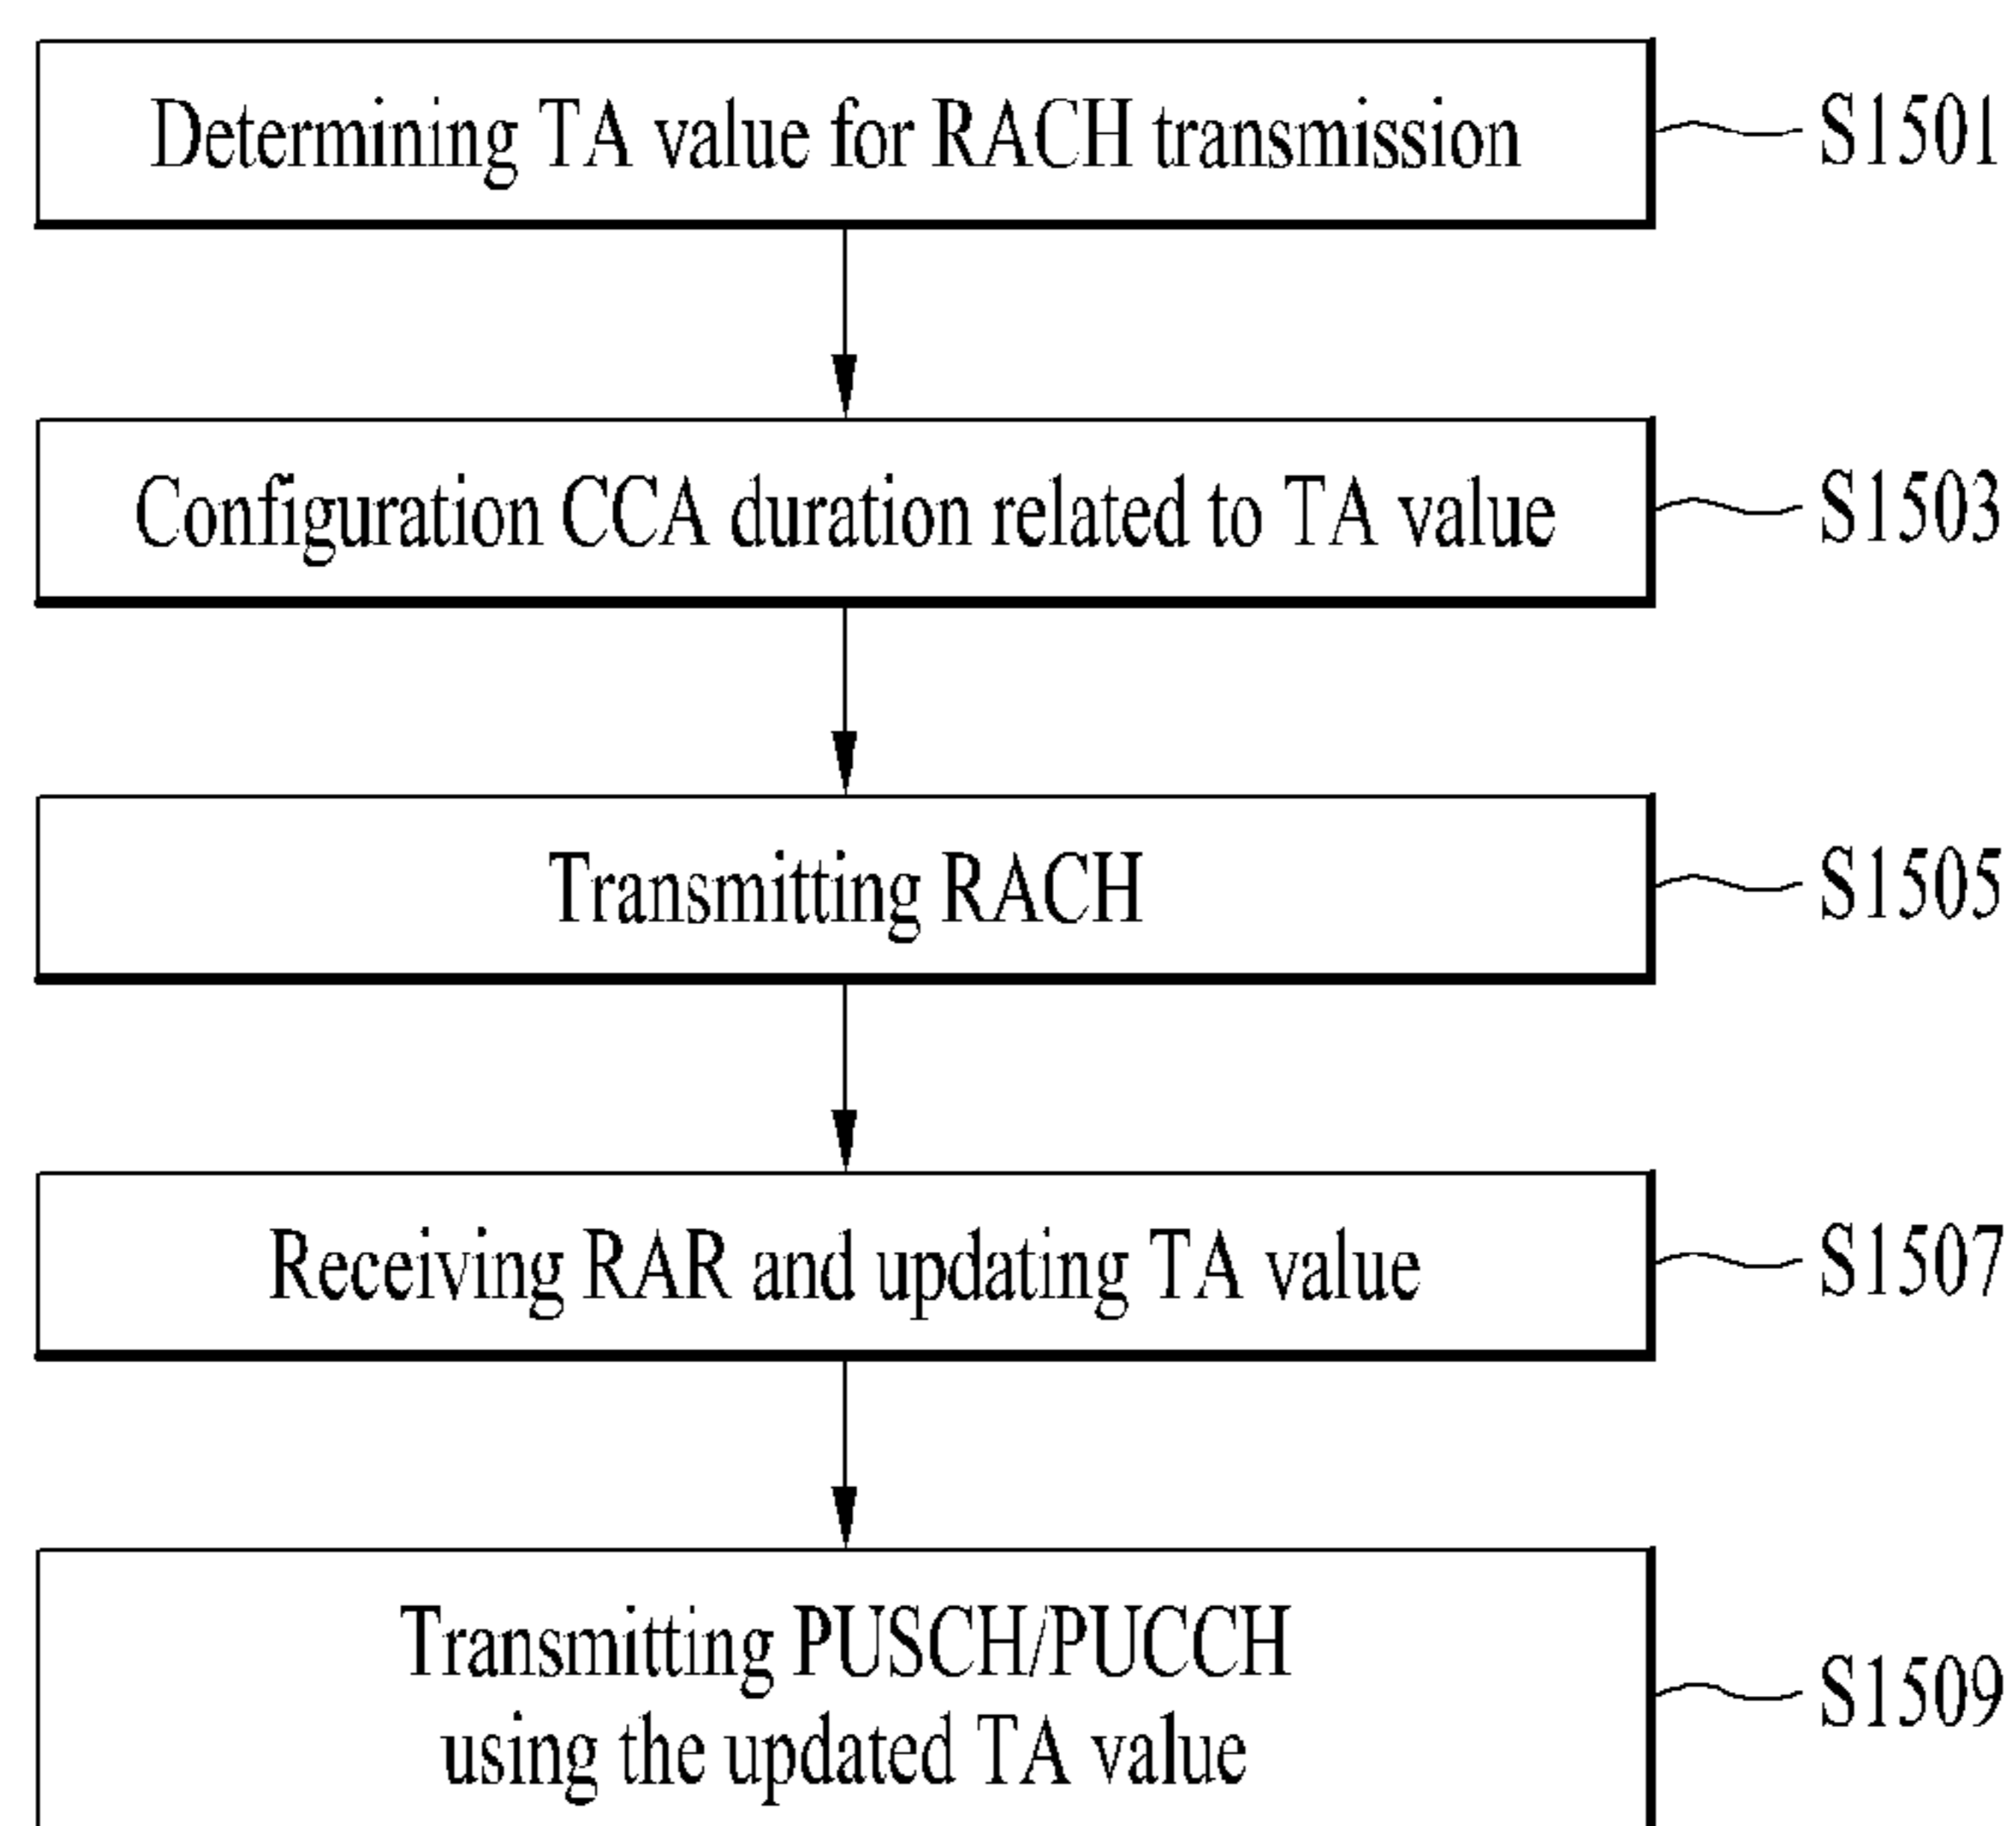 Determining TA value for RACH transmission
S1501
Configuration CCA duration related to TA value
S1503
Transmitting RACH
S1505
Receiving RAR and updating TA value
S1507
Transmitting PUSCH/PUCCH
using the updated TA value
S1509